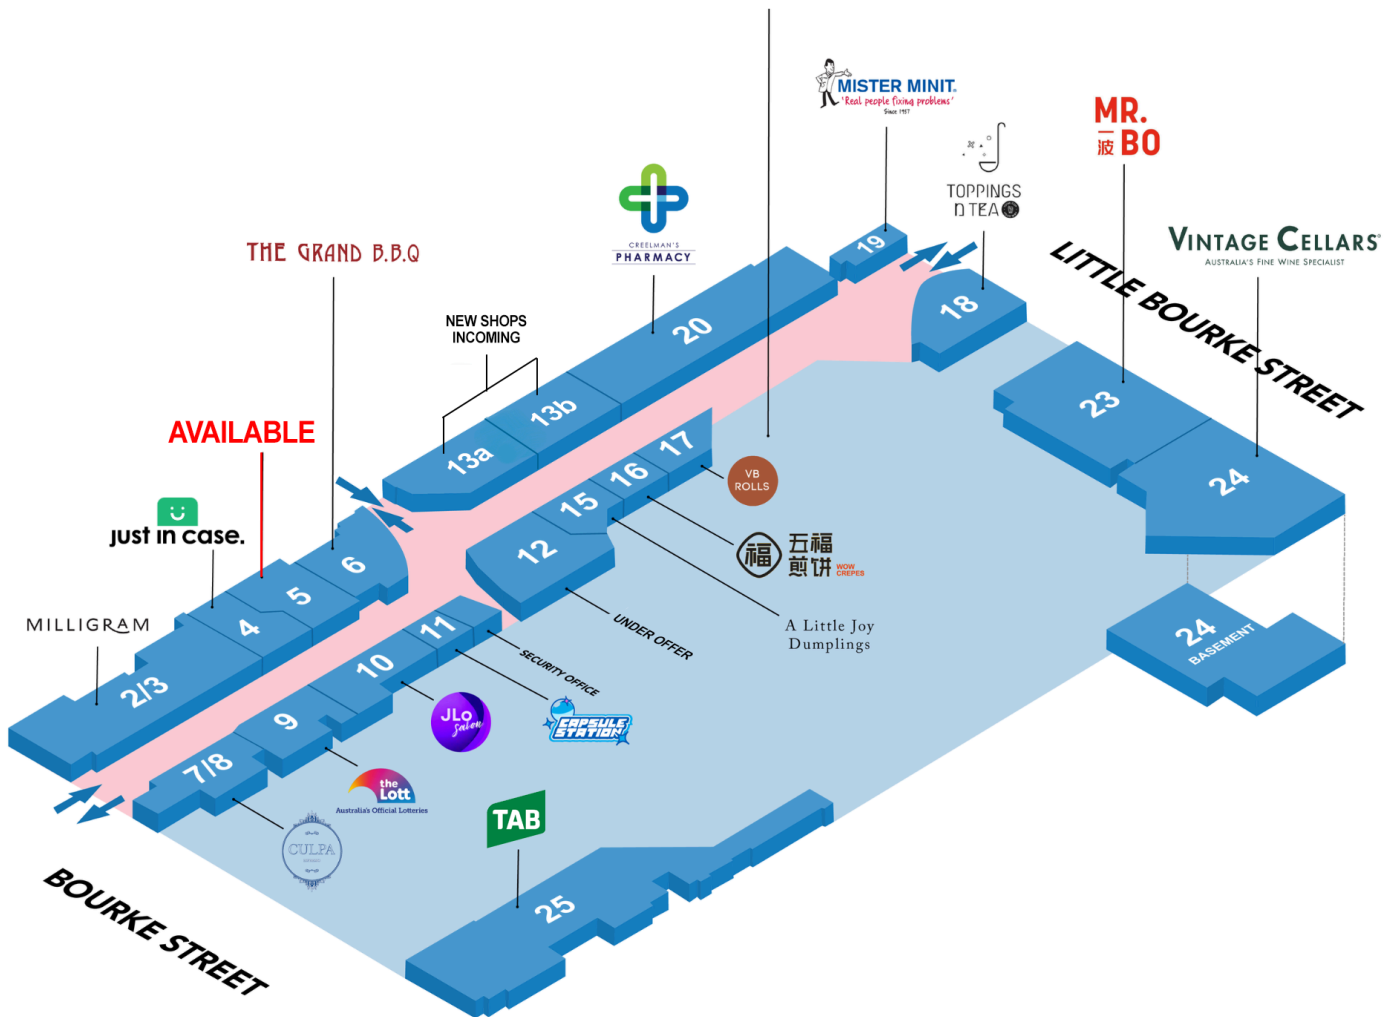 MISTER MINIT.
'Real people fixing problems'
Since 1957
MR.
一波 BO
TOPPINGS
N TEA
VINTAGE CELLARS
AUSTRALIA'S FINE WINE SPECIALIST
LITTLE BOURKE STREET
CREELMAN'S
PHARMACY
THE GRAND B.B.Q
NEW SHOPS
INCOMING
AVAILABLE
just in case.
MILLIGRAM
19
18
20
13b
13a
23
24
17
16
15
12
6
5
4
2/3
11
10
9
7/8
VB
ROLLS
福
五福
煎饼
WOW
CREPES
A Little Joy
Dumplings
UNDER OFFER
SECURITY OFFICE
CAPSULE
STATION
JLo
Salon
the
Lott
Australia's Official Lotteries
CULPA
24
BASEMENT
TAB
25
BOURKE STREET